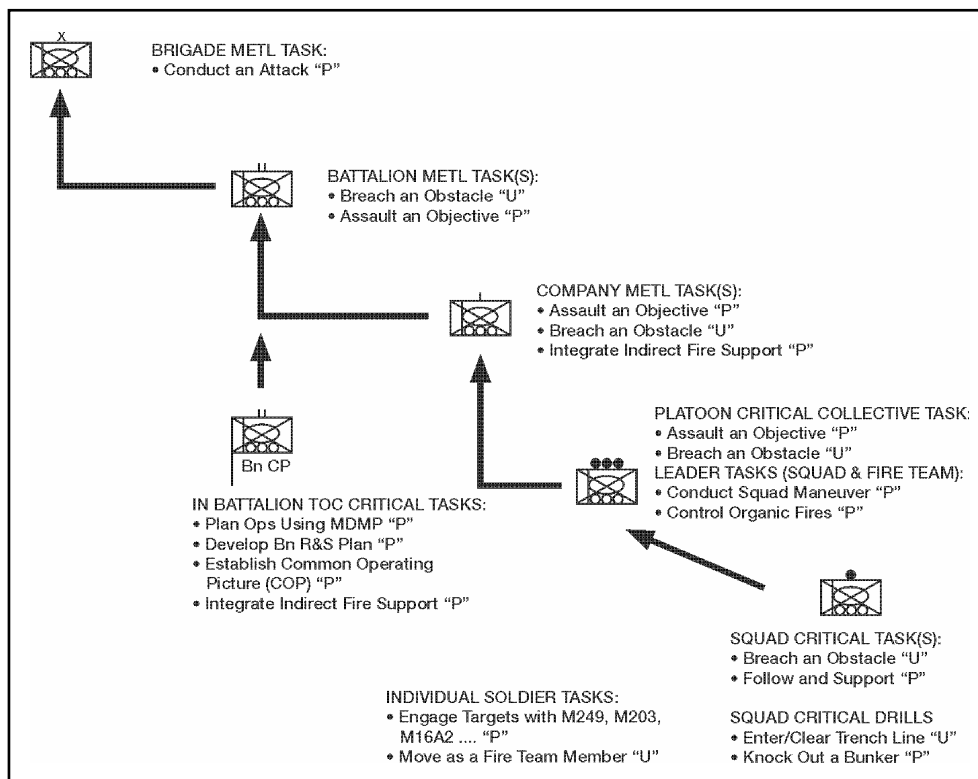 X
BRIGADE METL TASK:
• Conduct an Attack “P”
BATTALION METL TASK(S):
• Breach an Obstacle “U”
• Assault an Objective “P”
COMPANY METL TASK(S):
• Assault an Objective “P”
• Breach an Obstacle “U”
• Integrate Indirect Fire Support “P”
Bn CP
IN BATTALION TOC CRITICAL TASKS:
• Plan Ops Using MDMP “P”
• Develop Bn R&S Plan “P”
• Establish Common Operating
Picture (COP) “P”
• Integrate Indirect Fire Support “P”
PLATOON CRITICAL COLLECTIVE TASK:
• Assault an Objective “P”
• Breach an Obstacle “U”
LEADER TASKS (SQUAD & FIRE TEAM):
• Conduct Squad Maneuver “P”
• Control Organic Fires “P”
SQUAD CRITICAL TASK(S):
• Breach an Obstacle “U”
• Follow and Support “P”
INDIVIDUAL SOLDIER TASKS:
• Engage Targets with M249, M203,
M16A2 .... “P”
• Move as a Fire Team Member “U”
SQUAD CRITICAL DRILLS
• Enter/Clear Trench Line “U”
• Knock Out a Bunker “P”